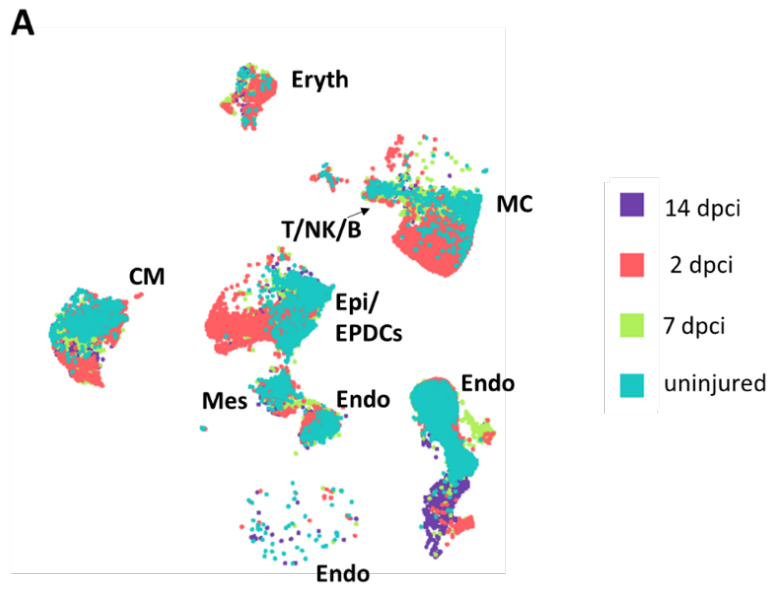 A
Eryth
MC
T/NK/B
CM
Epi/
EPDCs
Mes
Endo
Endo
Endo
14 dpci
2 dpci
7 dpci
uninjured